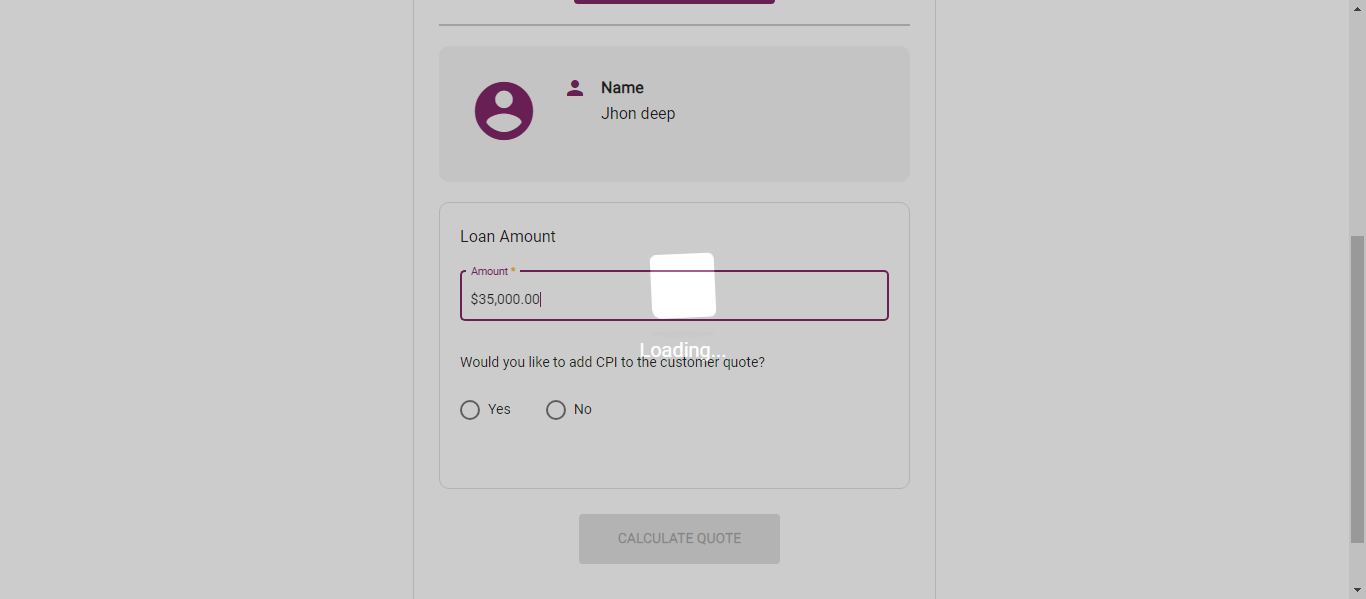 Name
Jhon deep
Loan Amount
Amount *
$35,000.00
Loading...
Would you like to add CPI to the customer quote?
Yes
No
CALCULATE QUOTE